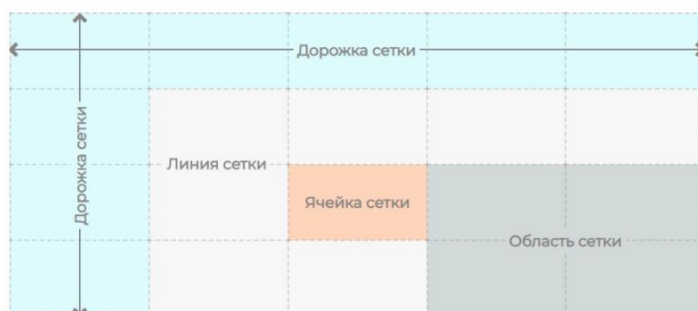 Дорожка сетки
Дорожка сетки
Линия сетки
Ячейка сетки
Область сетки